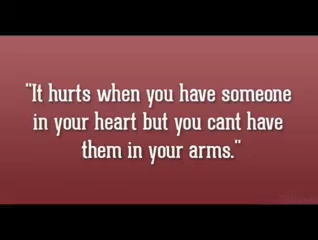 "It hurts when you have someone
in your heart but you cant have
them in your arms."